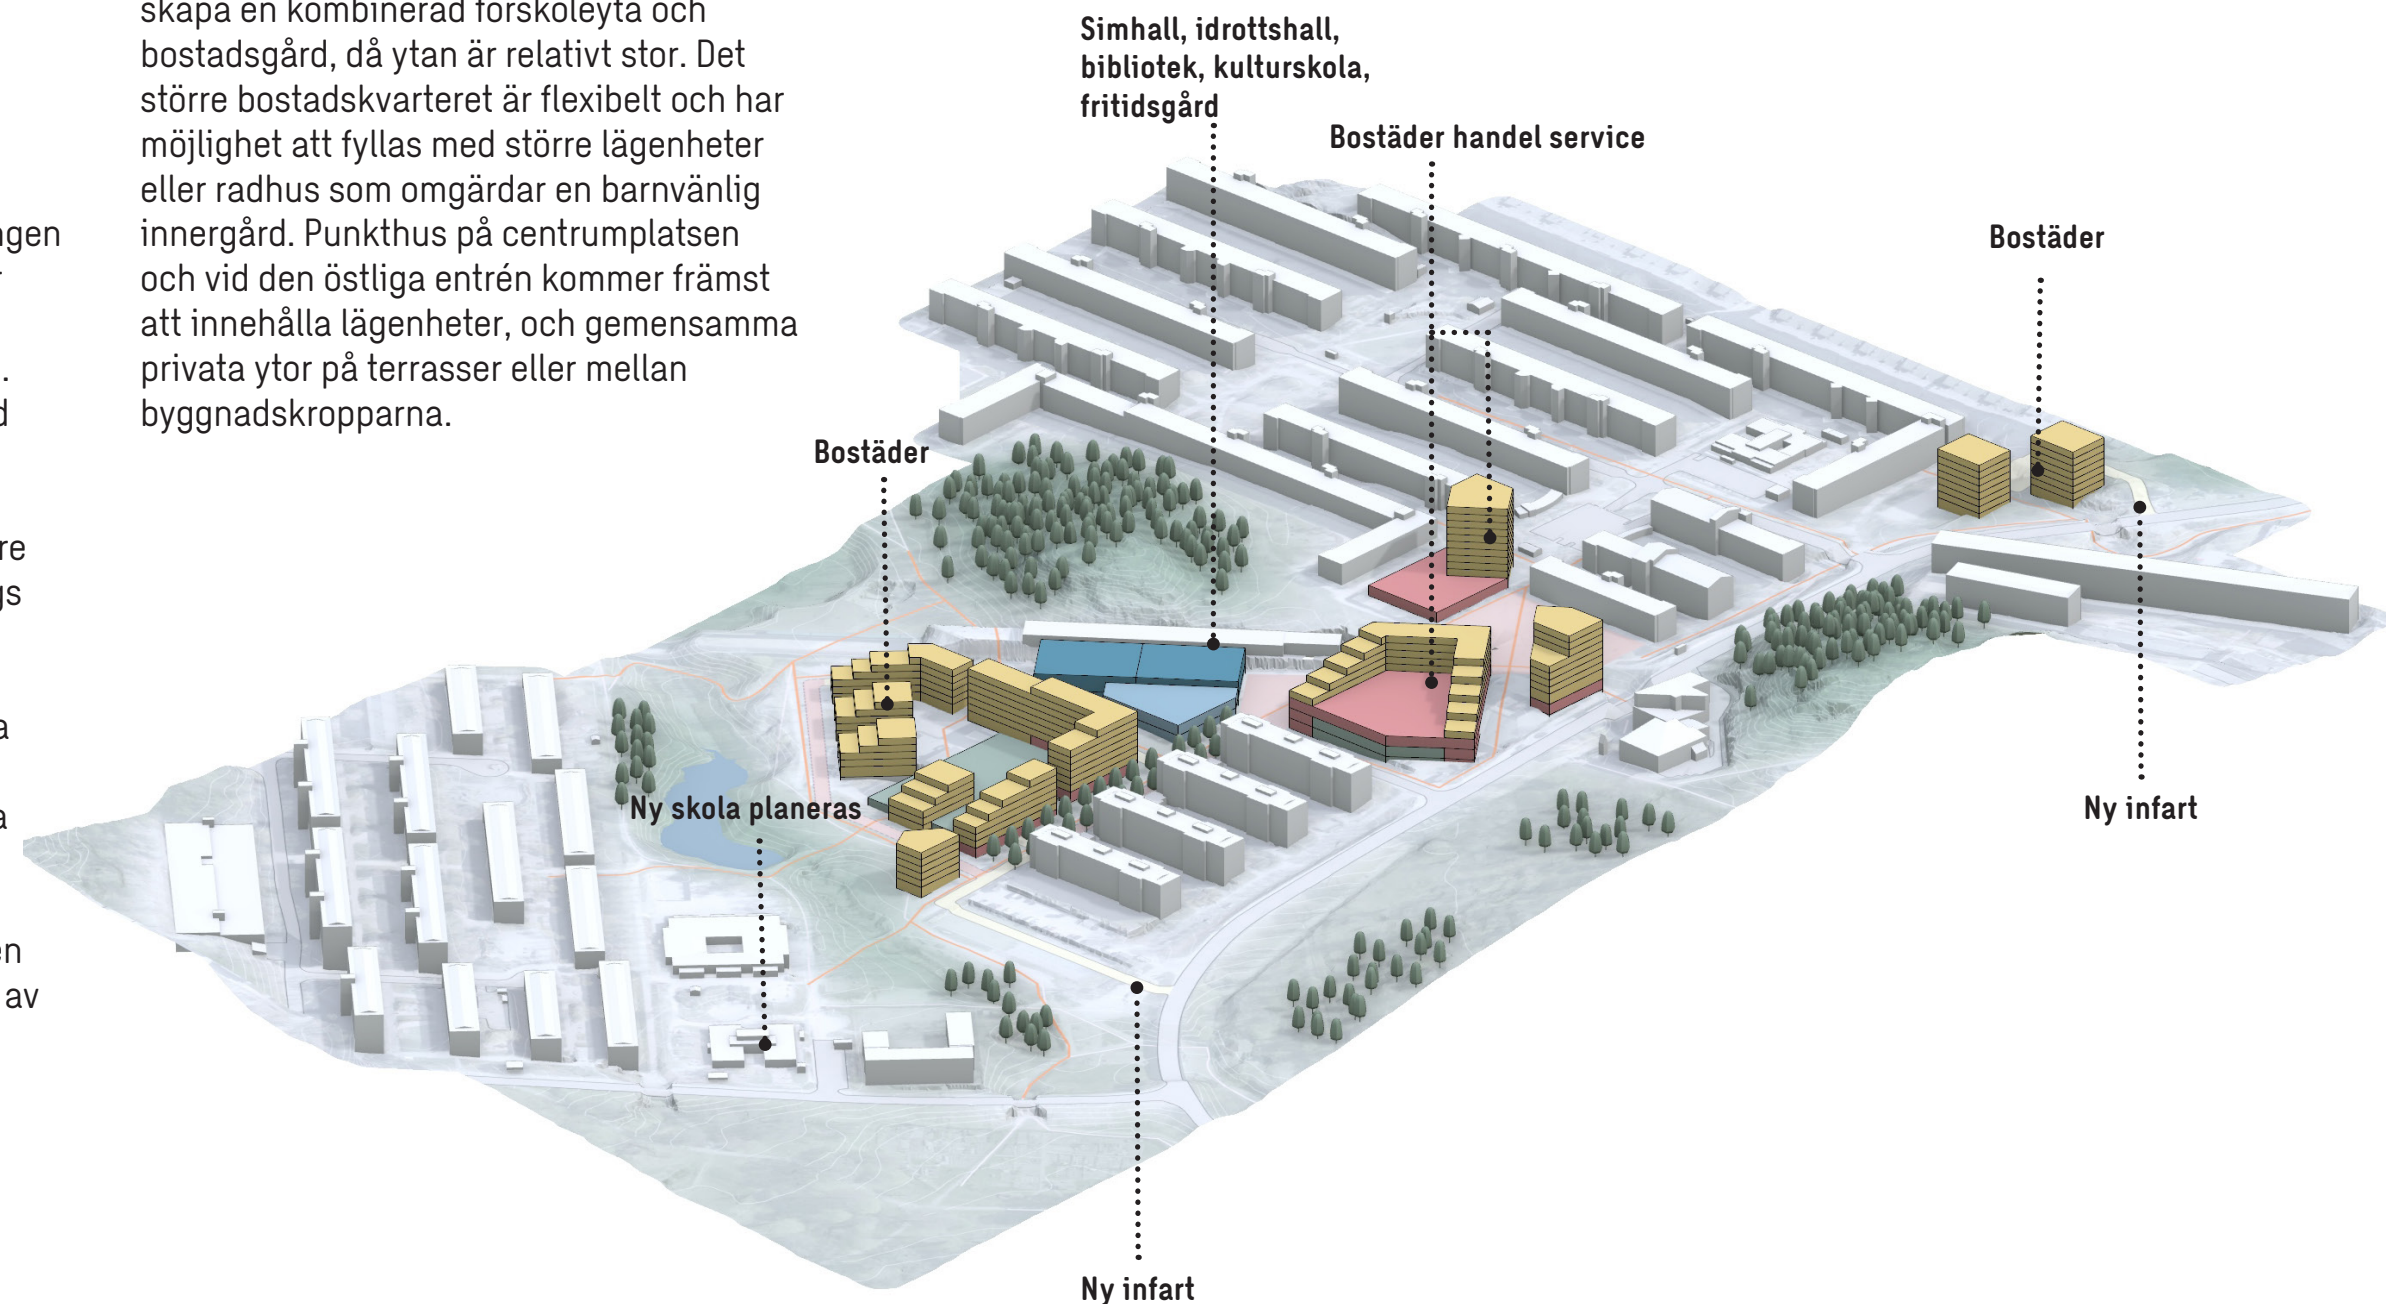 skapa en kombinerad förskoleyta och
bostadsgård, då ytan är relativt stor. Det
större bostadskvarteret är flexibelt och har
möjlighet att fyllas med större lägenheter
eller radhus som omgärdar en barnvänlig
innergård. Punkthus på centrumplatsen
och vid den östliga entrén kommer främst
att innehålla lägenheter, och gemensamma
privata ytor på terrasser eller mellan
byggnadskropparna.
Simhall, idrottshall,
bibliotek, kulturskola,
fritidsgård
Bostäder handel service
Bostäder
Bostäder
Ny skola planeras
Ny infart
Ny infart
av